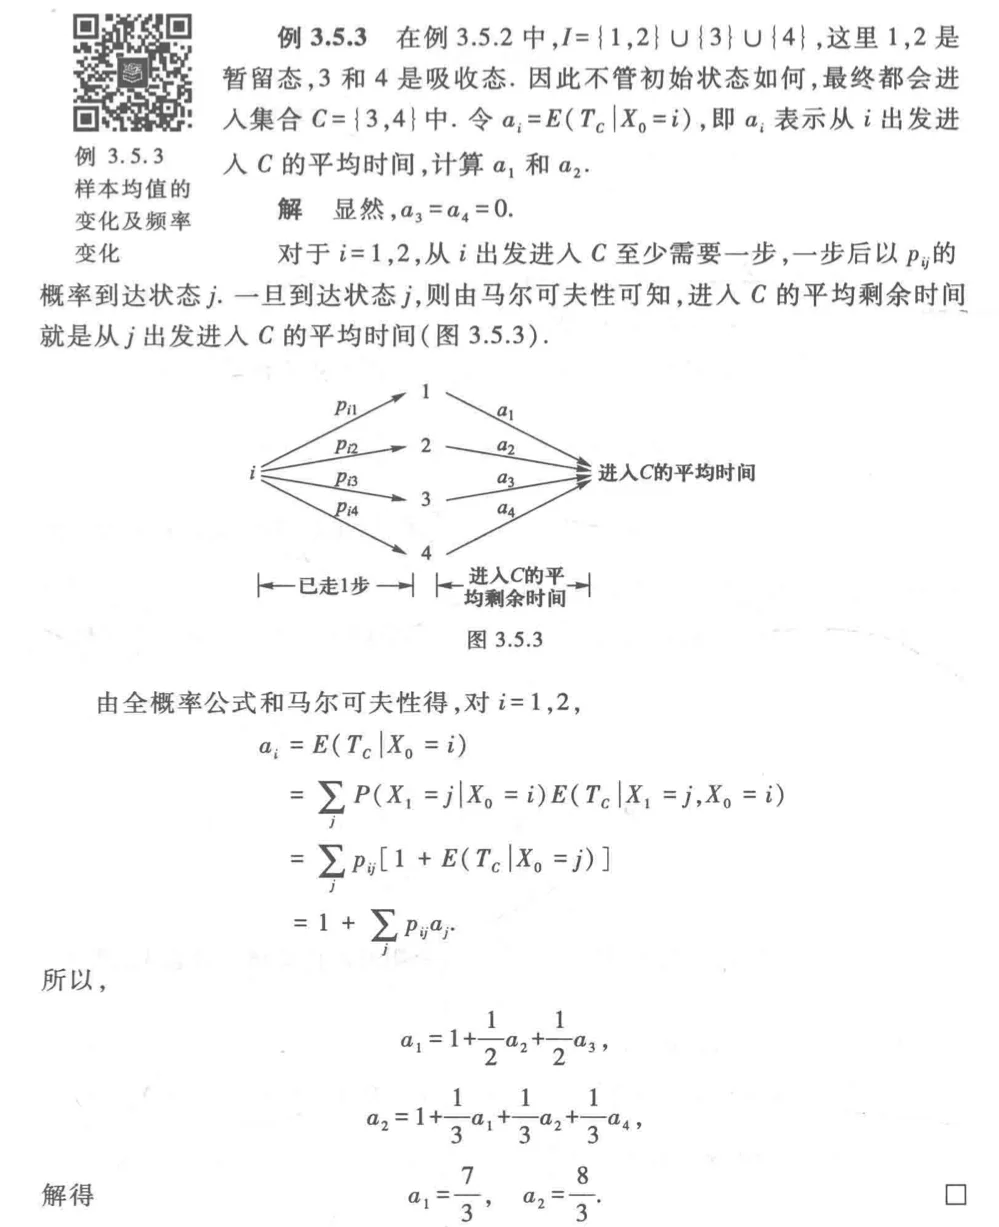 例 3.5.3 在例 3.5.2 中,I={1,2}∪{3}∪{4},这里 1,2 是
暂留态,3 和 4 是吸收态. 因此不管初始状态如何,最终都会进
入集合 C={3,4}中. 令 a_i=E(T_C|X_0=i),即 a_i 表示从 i 出发进
入 C 的平均时间,计算 a_1 和 a_2.
例 3.5.3
样本均值的
变化及频率
变化
解 显然,a_3=a_4=0.
对于 i=1,2,从 i 出发进入 C 至少需要一步,一步后以 p_{ij}的
概率到达状态 j. 一旦到达状态 j,则由马尔可夫性可知,进入 C 的平均剩余时间
就是从 j 出发进入 C 的平均时间(图 3.5.3).
1
p_{i1} a_1
p_{i2} 2 a_2
i 进入C的平均时间
p_{i3} 3 a_3
p_{i4} a_4
4
已走1步
进入C的平
均剩余时间
图 3.5.3
由全概率公式和马尔可夫性得,对 i=1,2,
a_i = E(T_C|X_0 = i)
= ∑_j P(X_1 = j|X_0 = i)E(T_C|X_1 = j,X_0 = i)
= ∑_j p_{ij}[1 + E(T_C|X_0 = j)]
= 1 + ∑_j p_{ij}a_j.
所以,
a_1=1+\frac{1}{2}a_2+\frac{1}{2}a_3,
a_2=1+\frac{1}{3}a_1+\frac{1}{3}a_2+\frac{1}{3}a_4,
解得 a_1=\frac{7}{3}, a_2=\frac{8}{3}. □